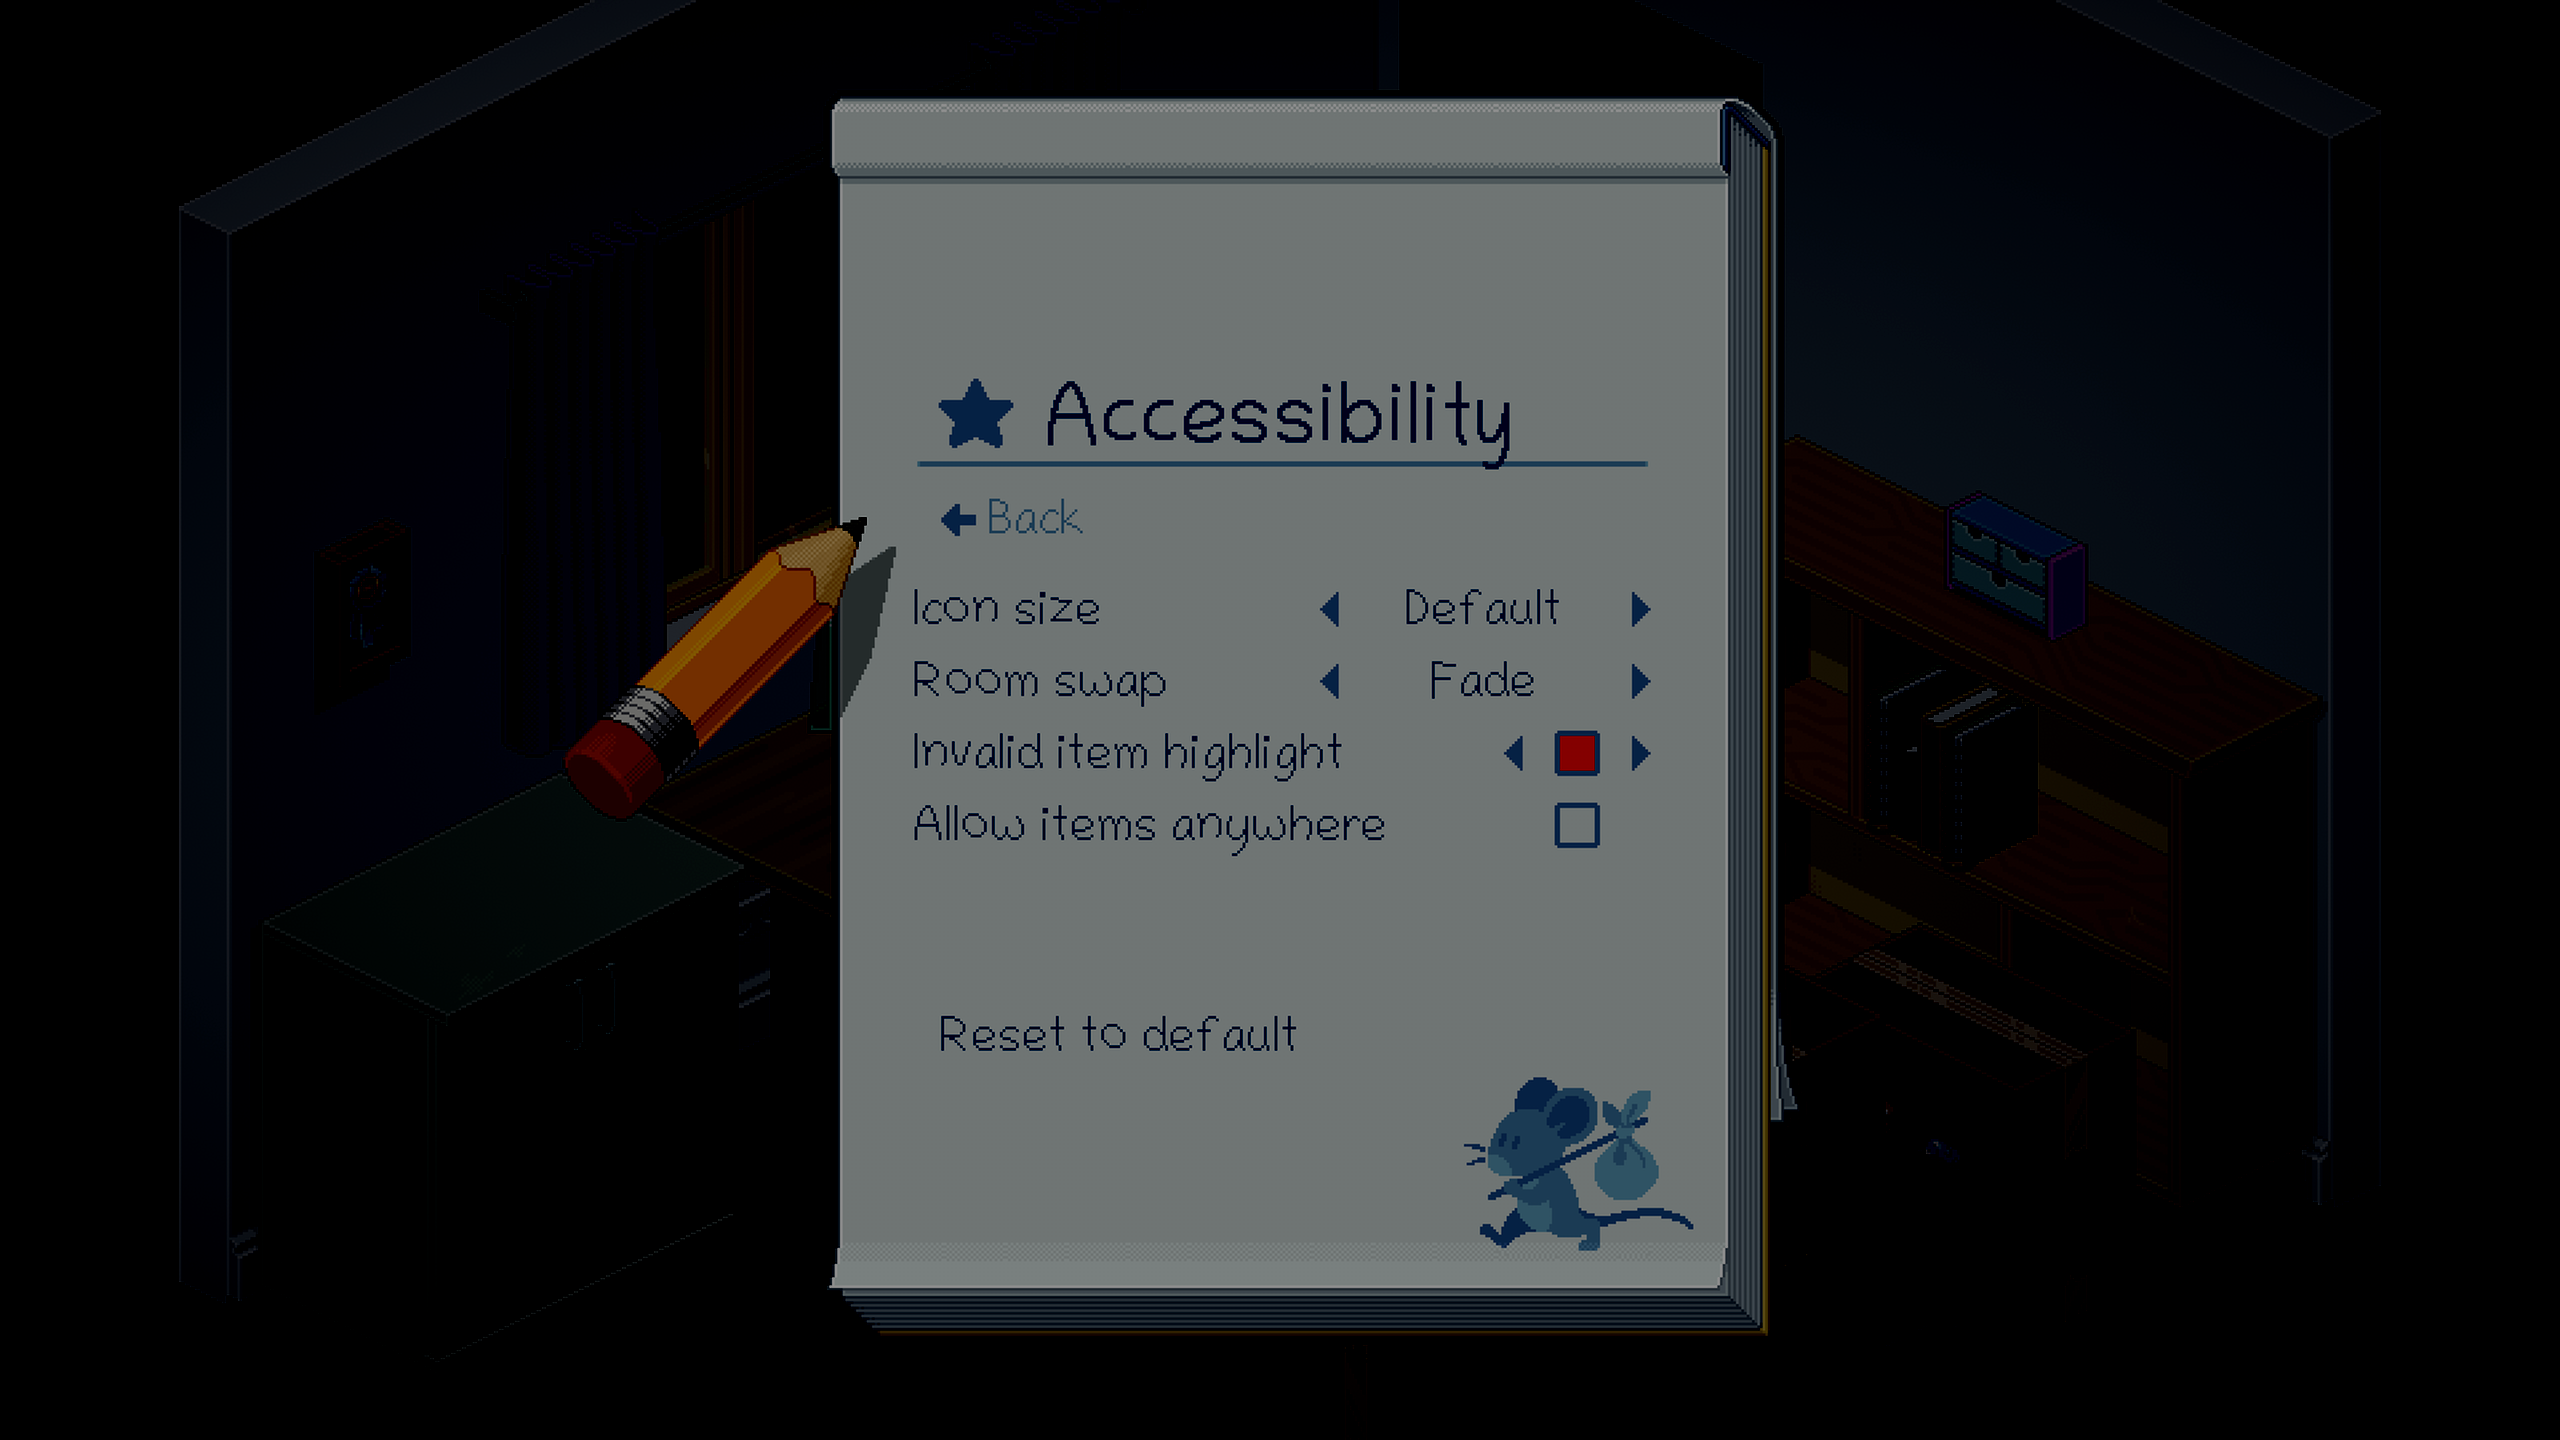 Accessibility
Back
Icon size Default
Room swap Fade
Invalid item highlight
Allow items anywhere
Reset to default